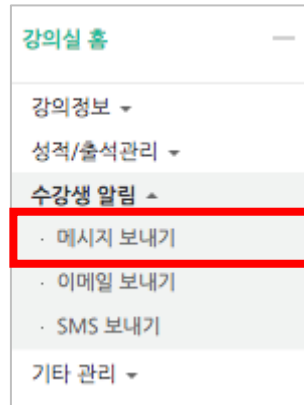 강의실 홈
강의정보
성적/출석관리
수강생 알림
· 메시지 보내기
· 이메일 보내기
· SMS 보내기
기타 관리